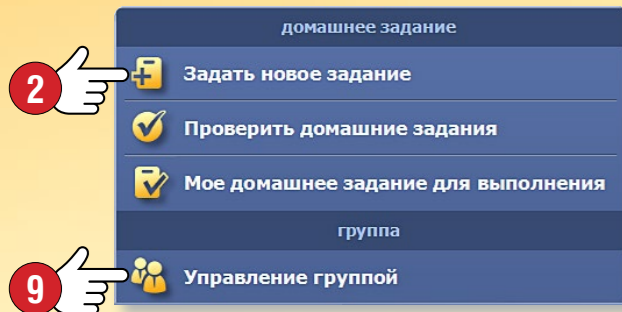 домашнее задание
2
Задать новое задание
Проверить домашние задания
Мое домашнее задание для выполнения
группа
9
Управление группой